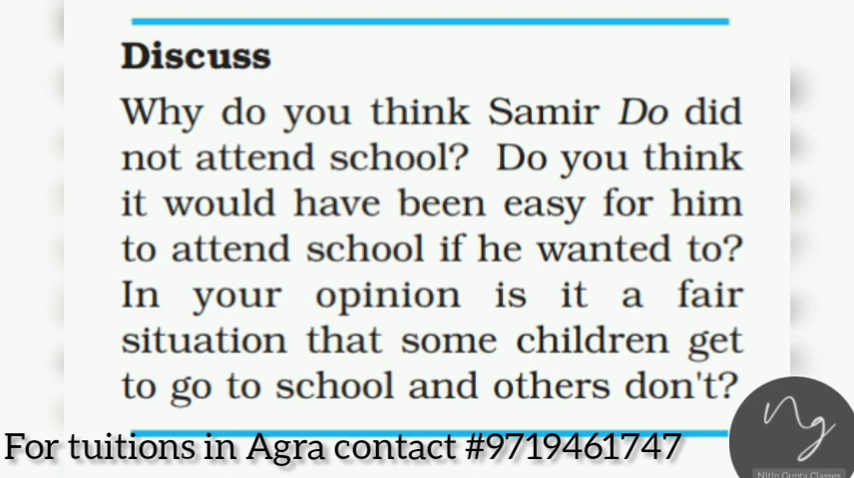 Discuss
Why do you think Samir Do did
not attend school? Do you think
it would have been easy for him
to attend school if he wanted to?
In your opinion is it a fair
situation that some children get
to go to school and others don't?
For tuitions in Agra contact #9719461747
ng
Nitin Gupta Classes